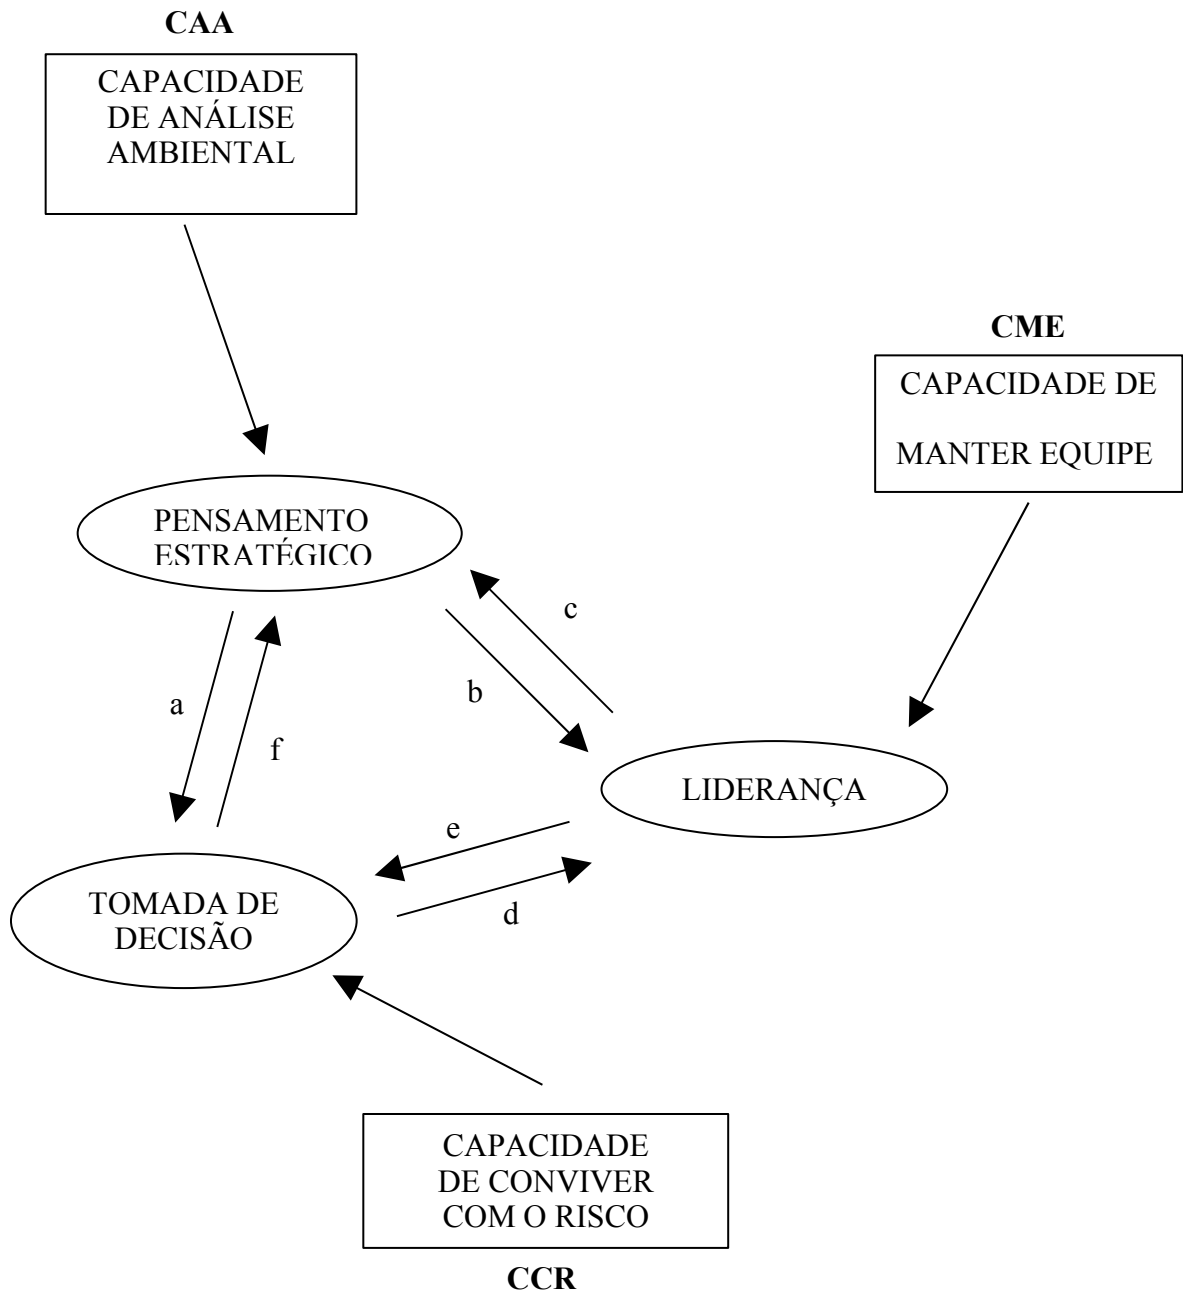 CAA
CAPACIDADE
DE ANÁLISE
AMBIENTAL
CME
CAPACIDADE DE
MANTER EQUIPE
PENSAMENTO
ESTRATÉGICO
c
b
a
f
LIDERANÇA
e
d
TOMADA DE
DECISÃO
CAPACIDADE
DE CONVIVER
COM O RISCO
CCR